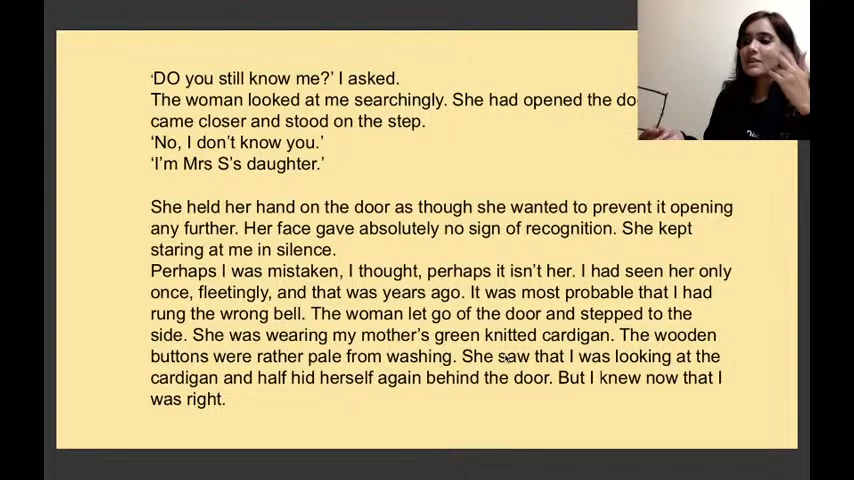 ‘DO you still know me?’ I asked.
The woman looked at me searchingly. She had opened the
came closer and stood on the step.
‘No, I don’t know you.’
‘I’m Mrs S’s daughter.’
She held her hand on the door as though she wanted to prevent it opening
any further. Her face gave absolutely no sign of recognition. She kept
staring at me in silence.
Perhaps I was mistaken, I thought, perhaps it isn’t her. I had seen her only
once, fleetingly, and that was years ago. It was most probable that I had
rung the wrong bell. The woman let go of the door and stepped to the
side. She was wearing my mother’s green knitted cardigan. The wooden
buttons were rather pale from washing. She saw that I was looking at the
cardigan and half hid herself again behind the door. But I knew now that I
was right.